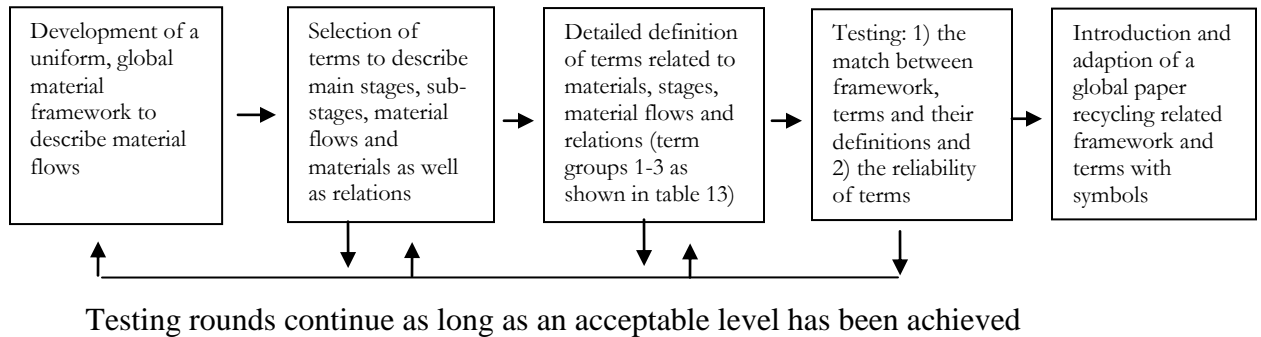 Development of a
uniform, global
material
framework to
describe material
flows
Selection of
terms to describe
main stages, sub-
stages, material
flows and
materials as well
as relations
Detailed definition
of terms related to
materials, stages,
material flows and
relations (term
groups 1-3 as
shown in table 13)
Testing: 1) the
match between
framework,
terms and their
definitions and
2) the reliability
of terms
Introduction and
adaption of a
global paper
recycling related
framework and
terms with
symbols
Testing rounds continue as long as an acceptable level has been achieved